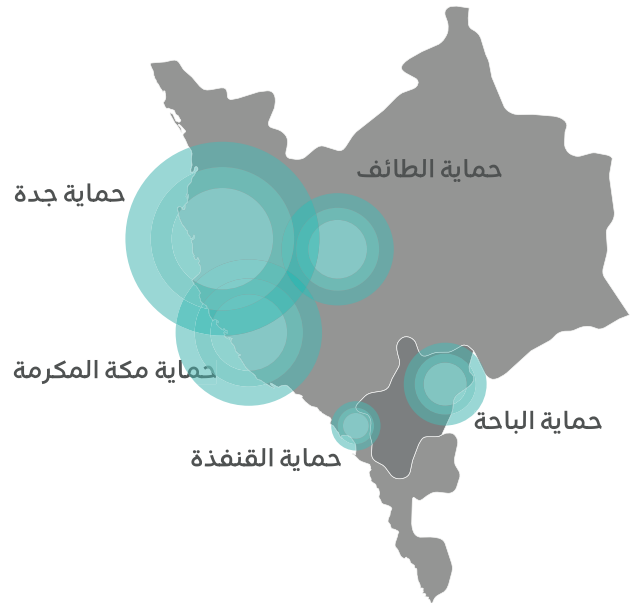 حماية الطائف
حماية جدة
حماية مكة المكرمة
حماية الباحة
حماية القنفذة